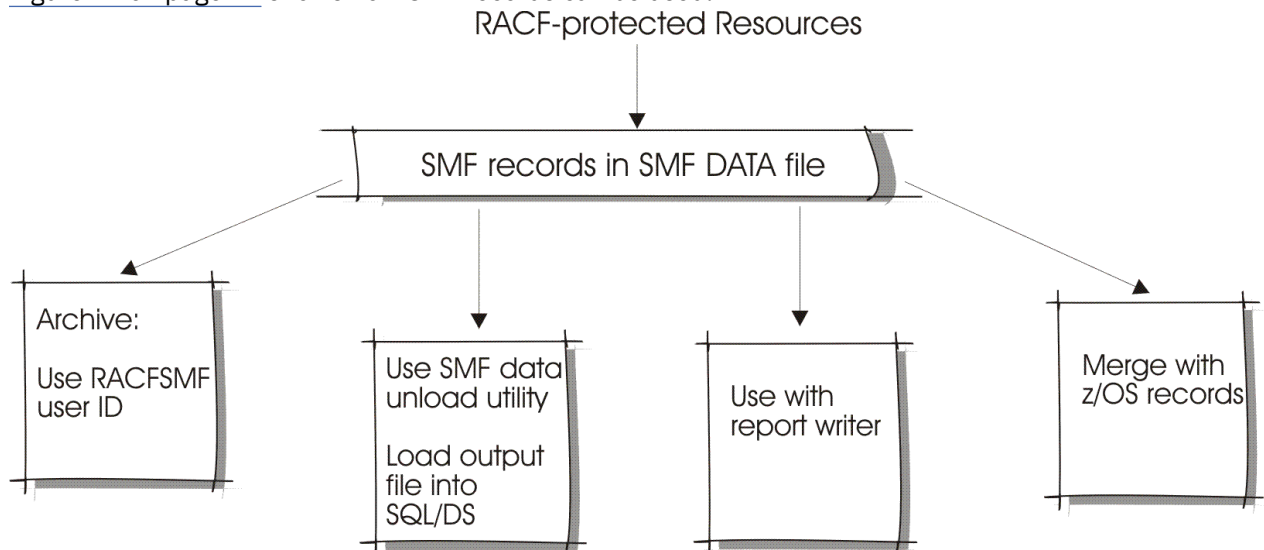 RACF-protected Resources
SMF records in SMF DATA file
Archive:
Use RACFSMF
user ID
Use SMF data
unload utility
Load output
file into
SQL/DS
Use with
report writer
Merge with
z/OS records